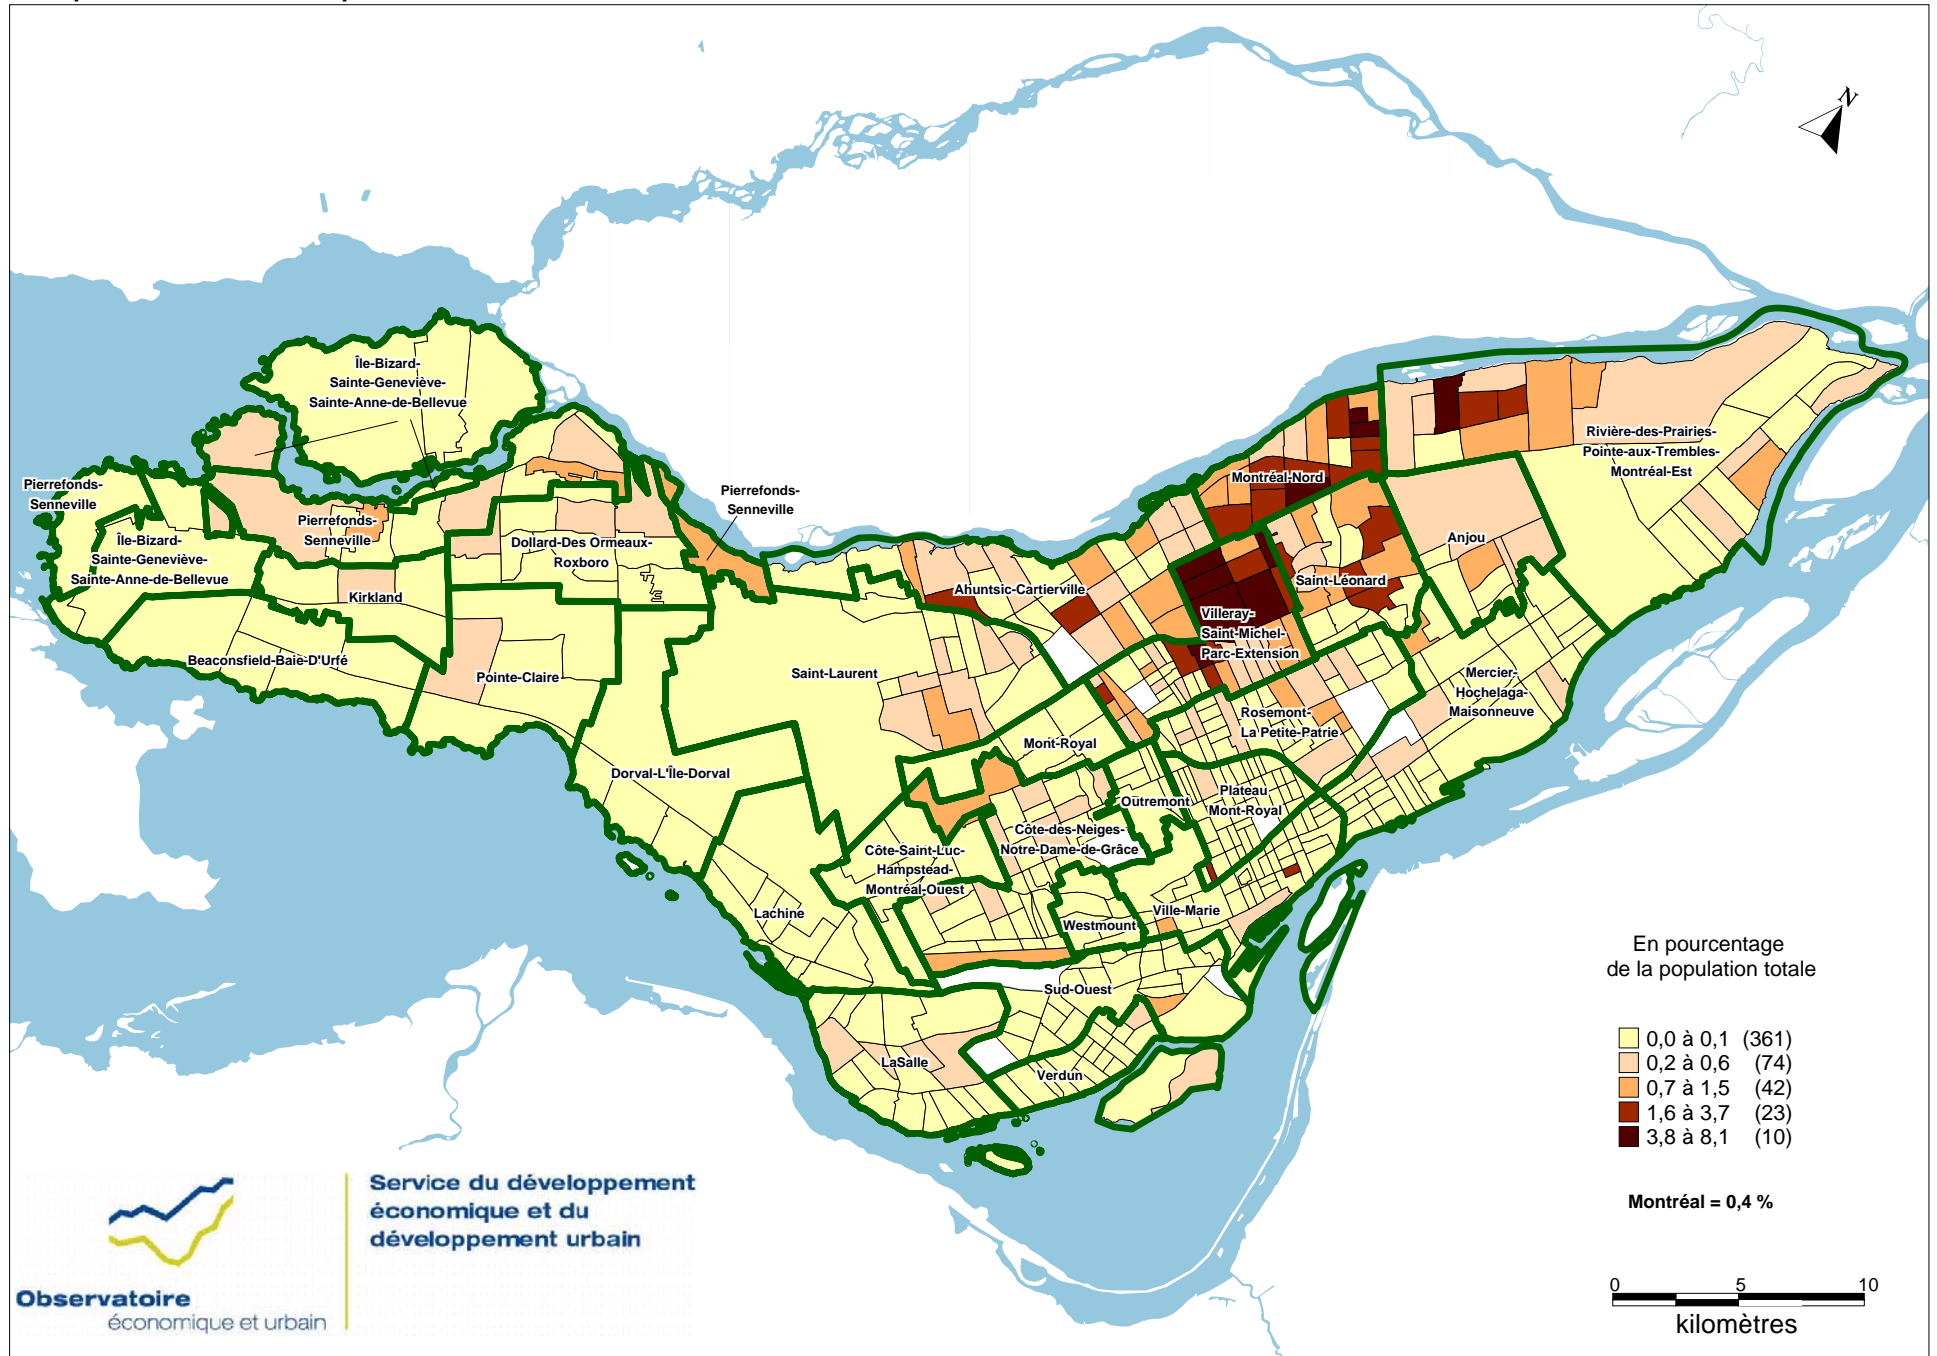 N
Île-Bizard-
Sainte-Geneviève-
Sainte-Anne-de-Bellevue
Pierrefonds-
Senneville
Île-Bizard-
Sainte-Geneviève-
Sainte-Anne-de-Bellevue
Pierrefonds-
Senneville
Kirkland
Beaconsfield-Baie-D'Urfé
Pointe-Claire
Dollard-Des Ormeaux-
Roxboro
Pierrefonds-
Senneville
Dorval-L'Île-Dorval
Saint-Laurent
Ahuntsic-Cartierville
Montréal-Nord
Rivière-des-Prairies-
Pointe-aux-Trembles-
Montréal-Est
Anjou
Saint-Léonard
Villeray-
Saint-Michel-
Parc-Extension
Mercier-
Hochelaga-
Maisonneuve
Rosemont-
La Petite-Patrie
Mont-Royal
Outremont
Plateau
Mont-Royal
Côte-des-Neiges-
Notre-Dame-de-Grâce
Côte-Saint-Luc-
Hampstead-
Montréal-Ouest
Lachine
Westmount
Ville-Marie
Sud-Ouest
LaSalle
Verdun
En pourcentage
de la population totale
0,0 à 0,1 (361)
0,2 à 0,6 (74)
0,7 à 1,5 (42)
1,6 à 3,7 (23)
3,8 à 8,1 (10)
Montréal = 0,4 %
0 5 10
kilomètres
Service du développement
économique et du
développement urbain
Observatoire
économique et urbain